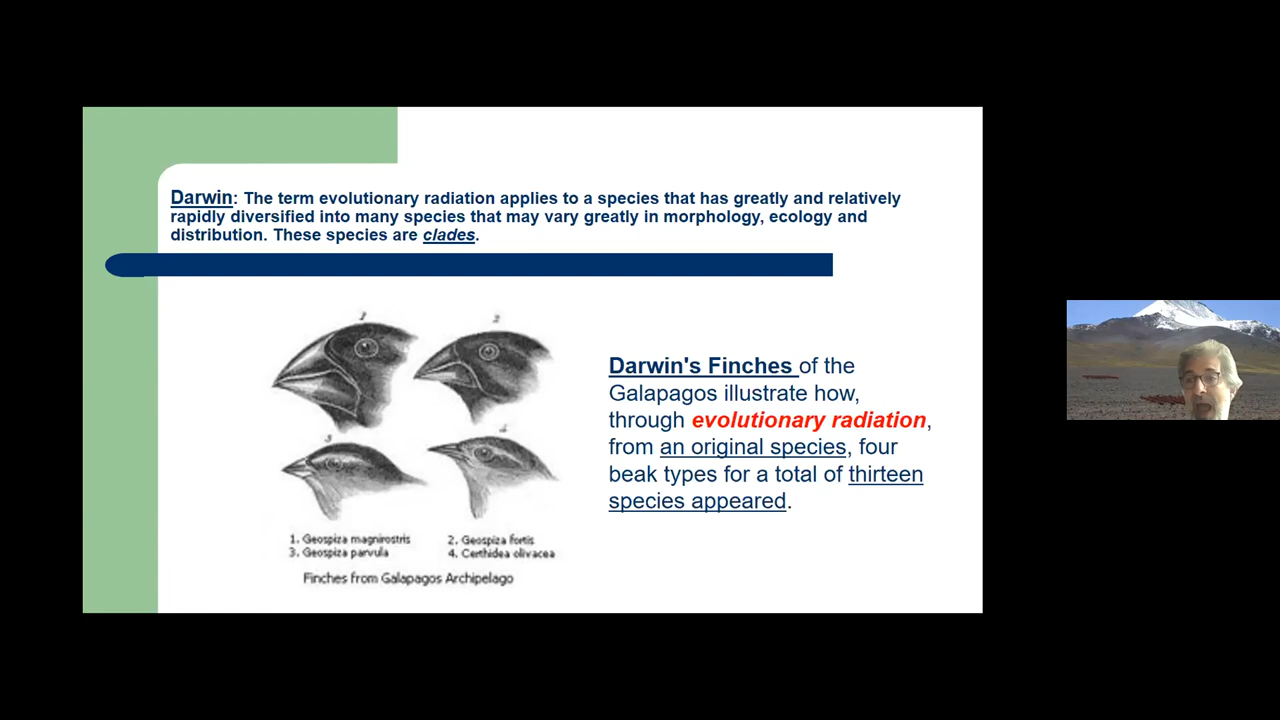 Darwin: The term evolutionary radiation applies to a species that has greatly and relatively
rapidly diversified into many species that may vary greatly in morphology, ecology and
distribution. These species are clades.
1
2
3
4
1. Geospiza magnirostris
2. Geospiza fortis
3. Geospiza parvula
4. Certhidea olivacea
Finches from Galapagos Archipelago
Darwin's Finches of the
Galapagos illustrate how,
through evolutionary radiation,
from an original species, four
beak types for a total of thirteen
species appeared.